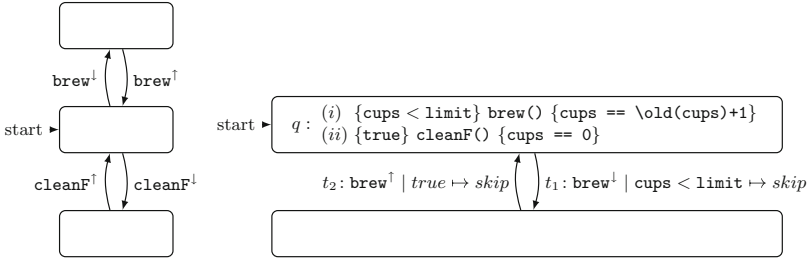 brew↓ brew↑
start
cleanF↑ cleanF↓
start
q : (i) {cups < limit} brew() {cups == \old(cups)+1}
(ii) {true} cleanF() {cups == 0}
t₂ : brew↑ | true ↦ skip t₁ : brew↓ | cups < limit ↦ skip